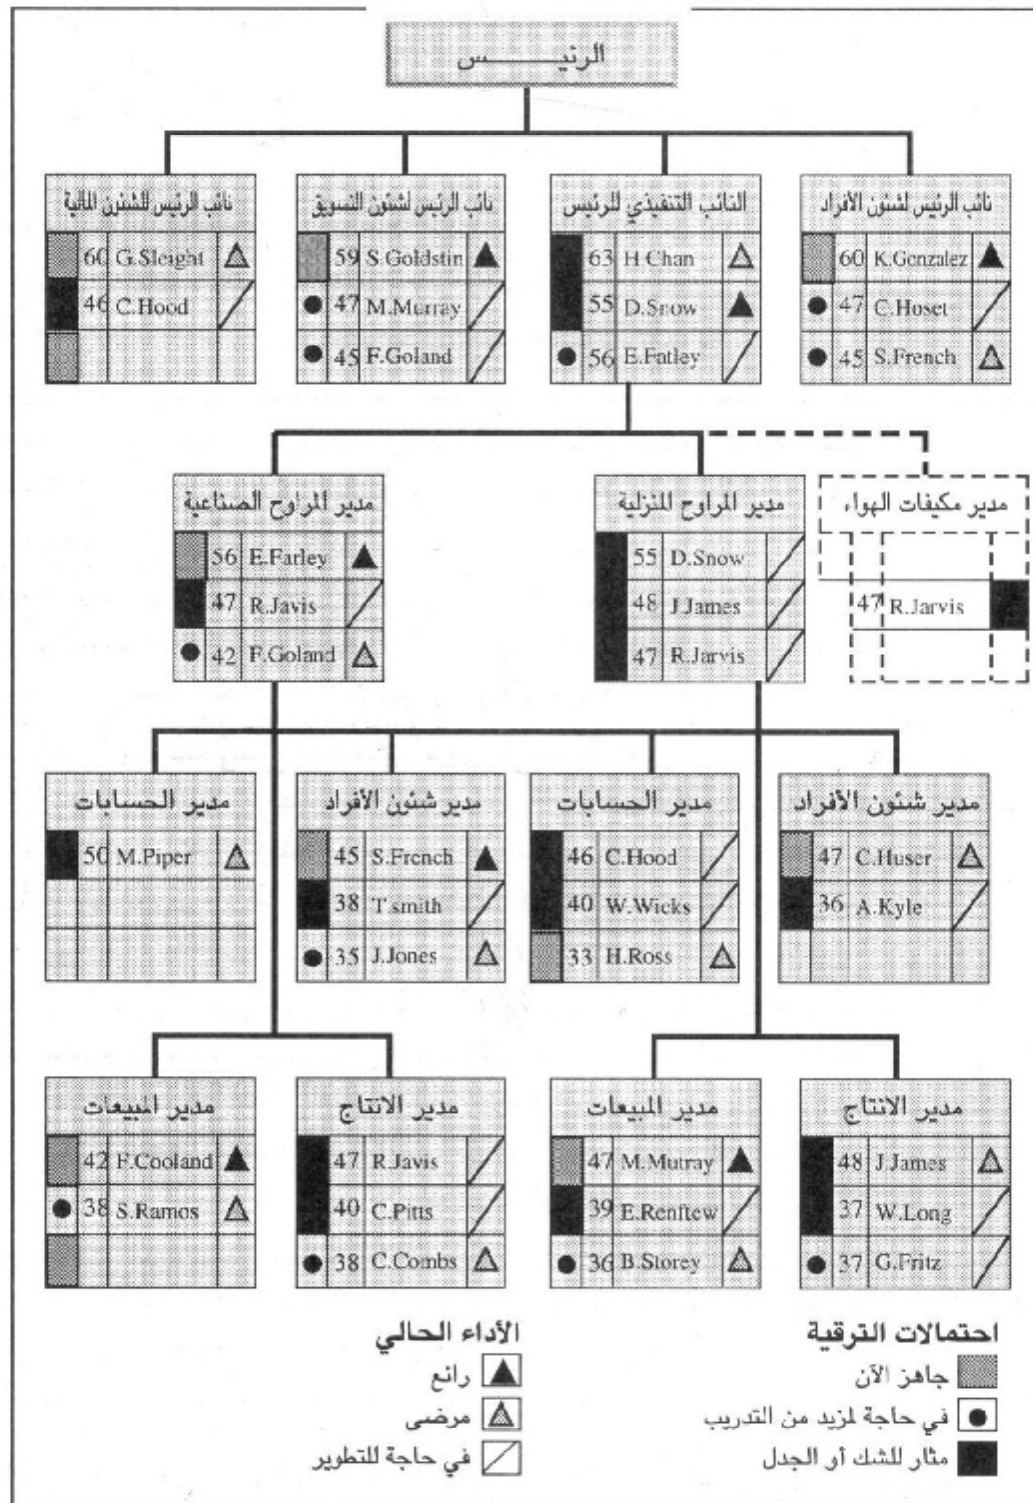 الرئيــــــس
نائب الرئيس للشئون المالية
60 G.Sleight
46 C.Hood
نائب الرئيس لشئون التسويق
59 S.Goldstin
47 M.Murray
45 F.Goland
النائب التنفيذي للرئيس
63 H.Chan
55 D.Snow
56 E.Fatley
نائب الرئيس لشئون الأفراد
60 K.Gonzalez
47 C.Hoset
45 S.French
مدير المراوح الصناعية
56 E.Farley
47 R.Javis
42 F.Goland
مدير المراوح المنزلية
55 D.Snow
48 J.James
47 R.Jarvis
مدير مكيفات الهواء
47 R.Jarvis
مدير الحسابات
50 M.Piper
مدير شئون الأفراد
45 S.French
38 T.smith
35 J.Jones
مدير الحسابات
46 C.Hood
40 W.Wicks
33 H.Ross
مدير شئون الأفراد
47 C.Huser
36 A.Kyle
مدير المبيعات
42 F.Cooland
38 S.Ramos
مدير الانتاج
47 R.Javis
40 C.Pitts
38 C.Combs
مدير المبيعات
47 M.Mutray
39 E.Renftew
36 B.Storey
مدير الانتاج
48 J.James
37 W.Long
37 G.Fritz
احتمالات الترقية
جاهز الآن
في حاجة لمزيد من التدريب
مثار للشك أو الجدل
الأداء الحالي
رائع
مرضى
في حاجة للتطوير